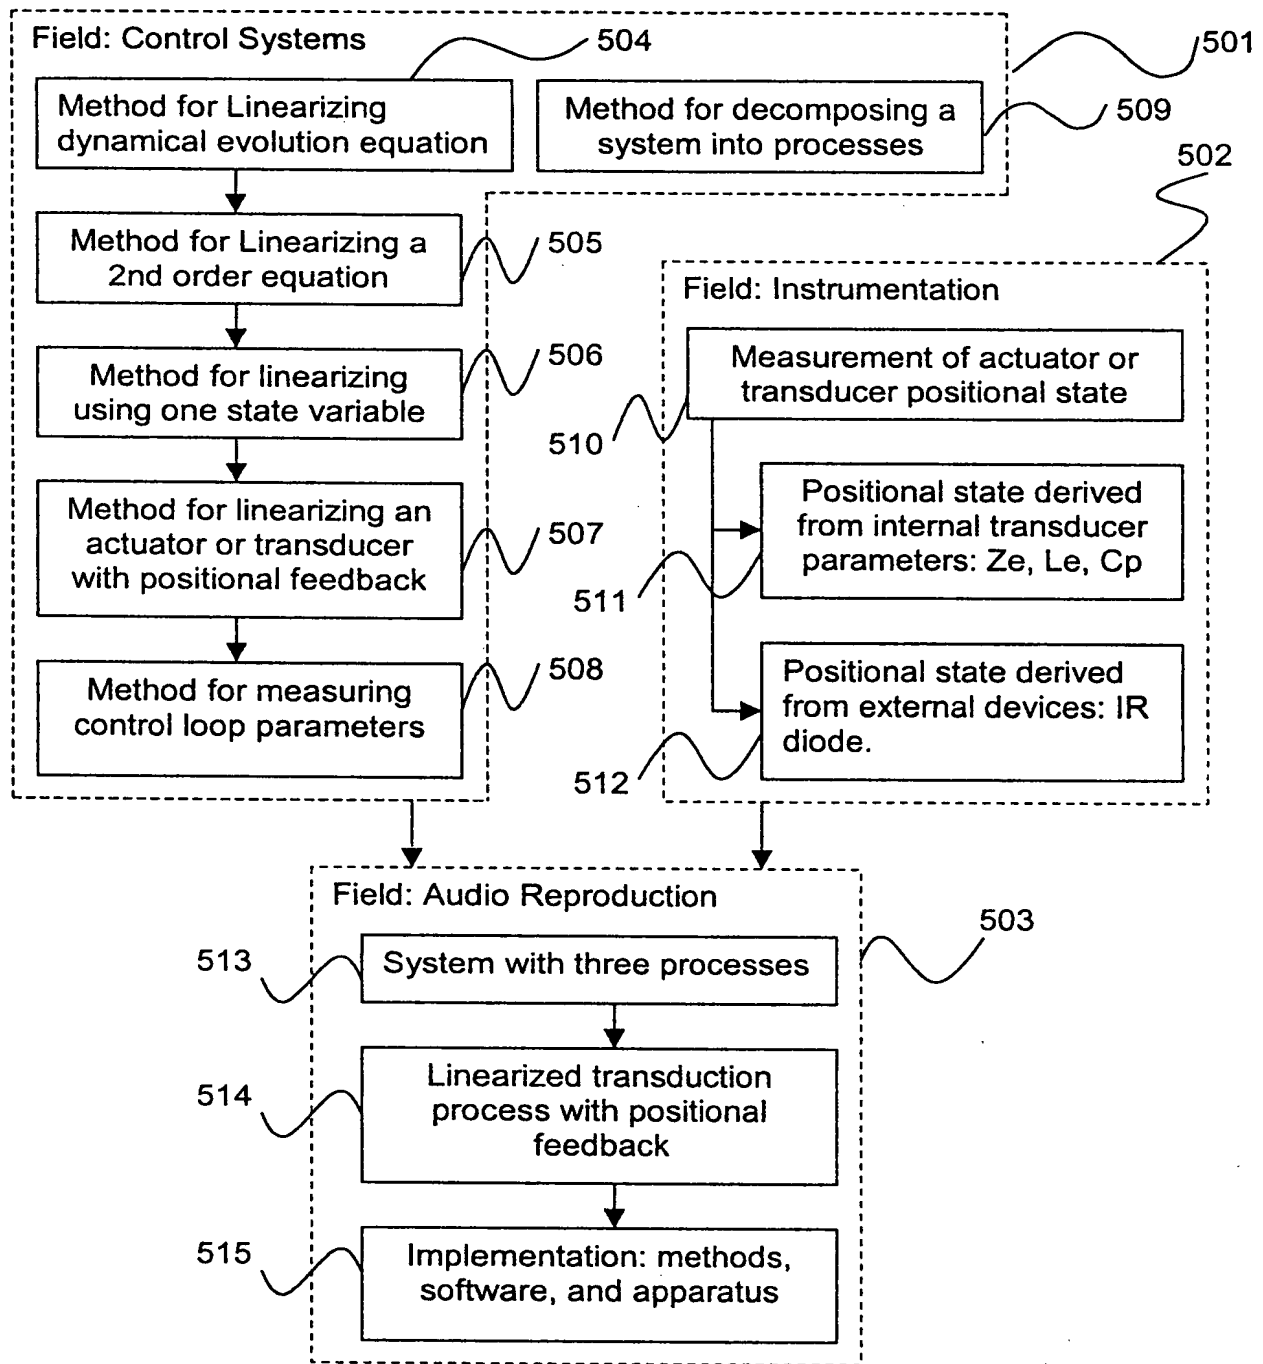 Field: Control Systems
504
501
Method for Linearizing
dynamical evolution equation
Method for decomposing a
system into processes
509
502
Method for Linearizing a
2nd order equation
505
Field: Instrumentation
Method for linearizing
using one state variable
506
Measurement of actuator or
transducer positional state
510
Method for linearizing an
actuator or transducer
with positional feedback
507
Positional state derived
from internal transducer
parameters: Ze, Le, Cp
511
Method for measuring
control loop parameters
508
Positional state derived
from external devices: IR
diode.
512
Field: Audio Reproduction
503
513
System with three processes
514
Linearized transduction
process with positional
feedback
515
Implementation: methods,
software, and apparatus